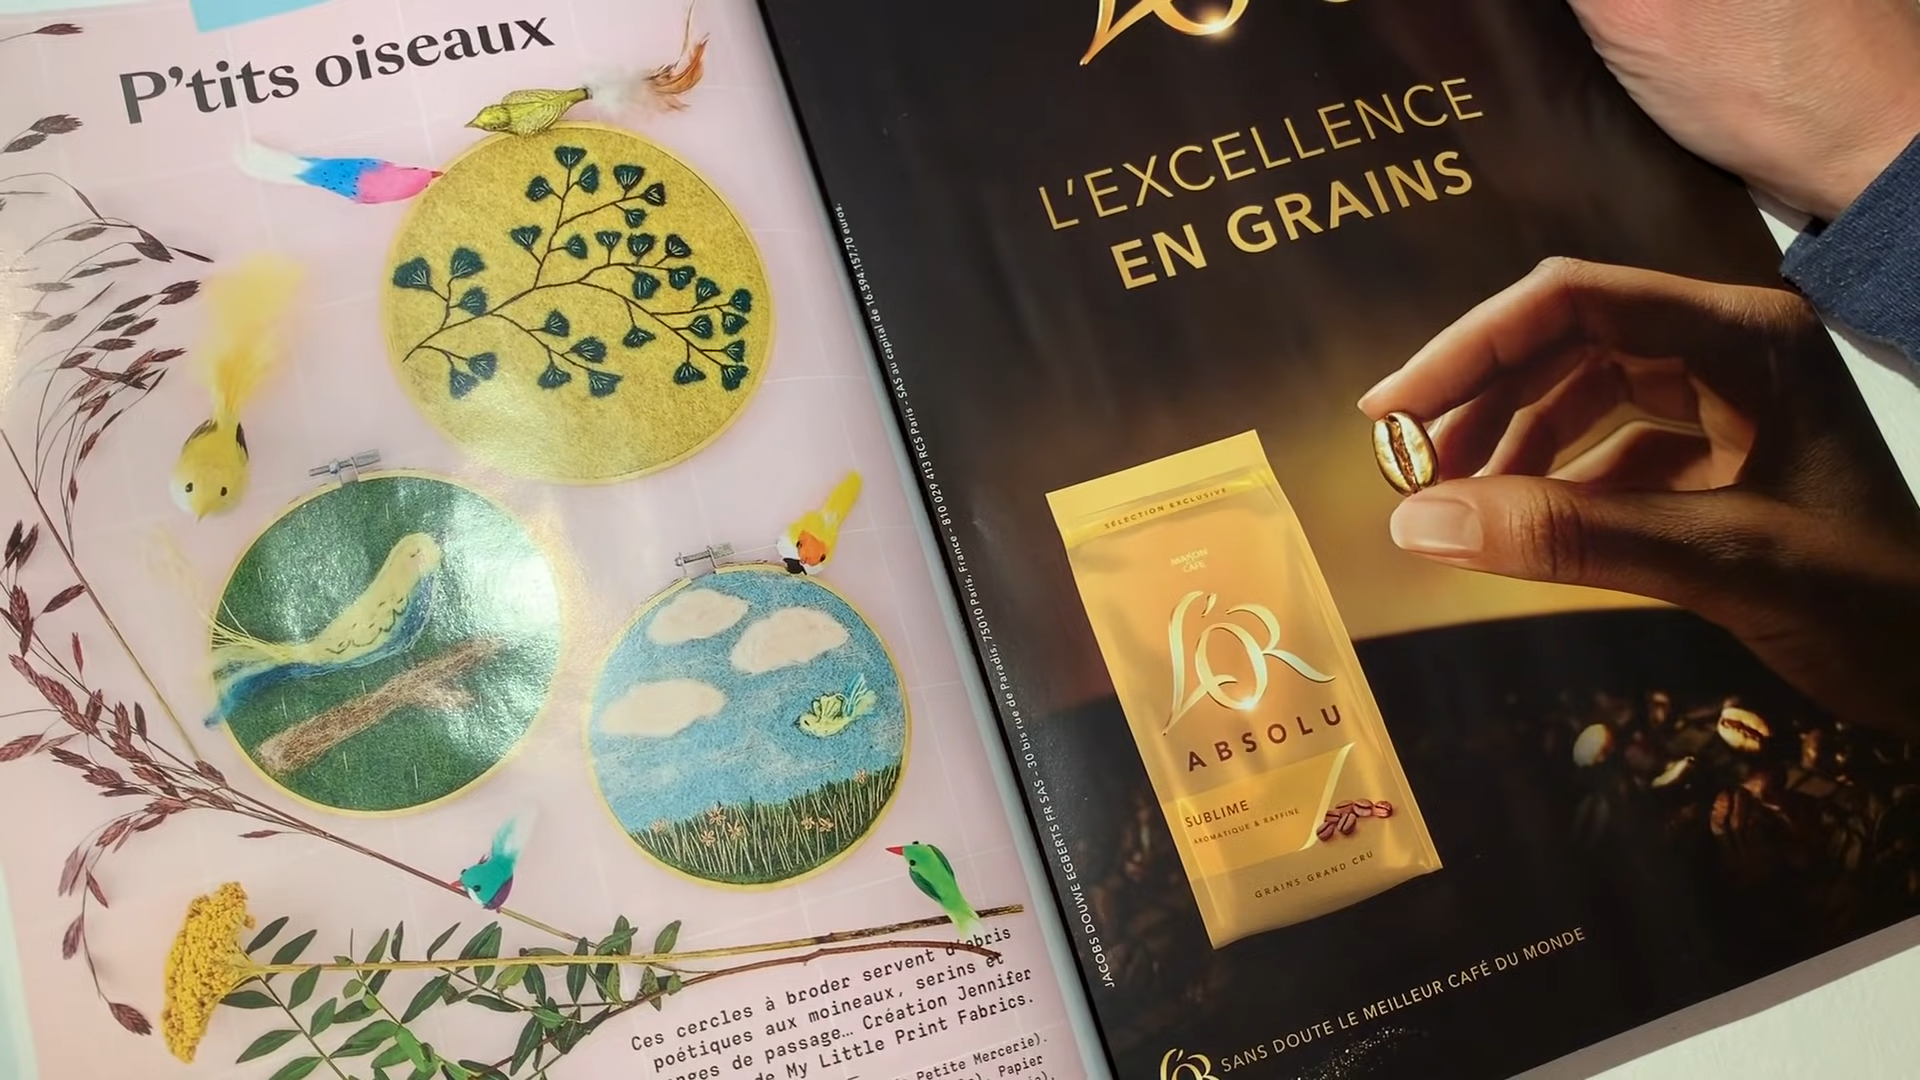 P'tits oiseaux
Ces cercles à broder servent d'abris
poétiques aux moineaux, serins et
de passage… Création Jennifer
de My Little Print Fabrics.
Petite Mercerie).
Papier
L'OR
L'EXCELLENCE
EN GRAINS
SÉLECTION EXCLUSIVE
MAISON
CAFÉ
L'OR
ABSOLU
SUBLIME
AROMATIQUE & RAFFINÉ
GRAINS GRAND CRU
L'OR SANS DOUTE LE MEILLEUR CAFÉ DU MONDE
JACOBS DOUWE EGBERTS FR SAS - 30 bis rue de Paradis, 75010 Paris, France - 810 029 413 RCS Paris - SAS au capital de 16.594.157,70 euros.